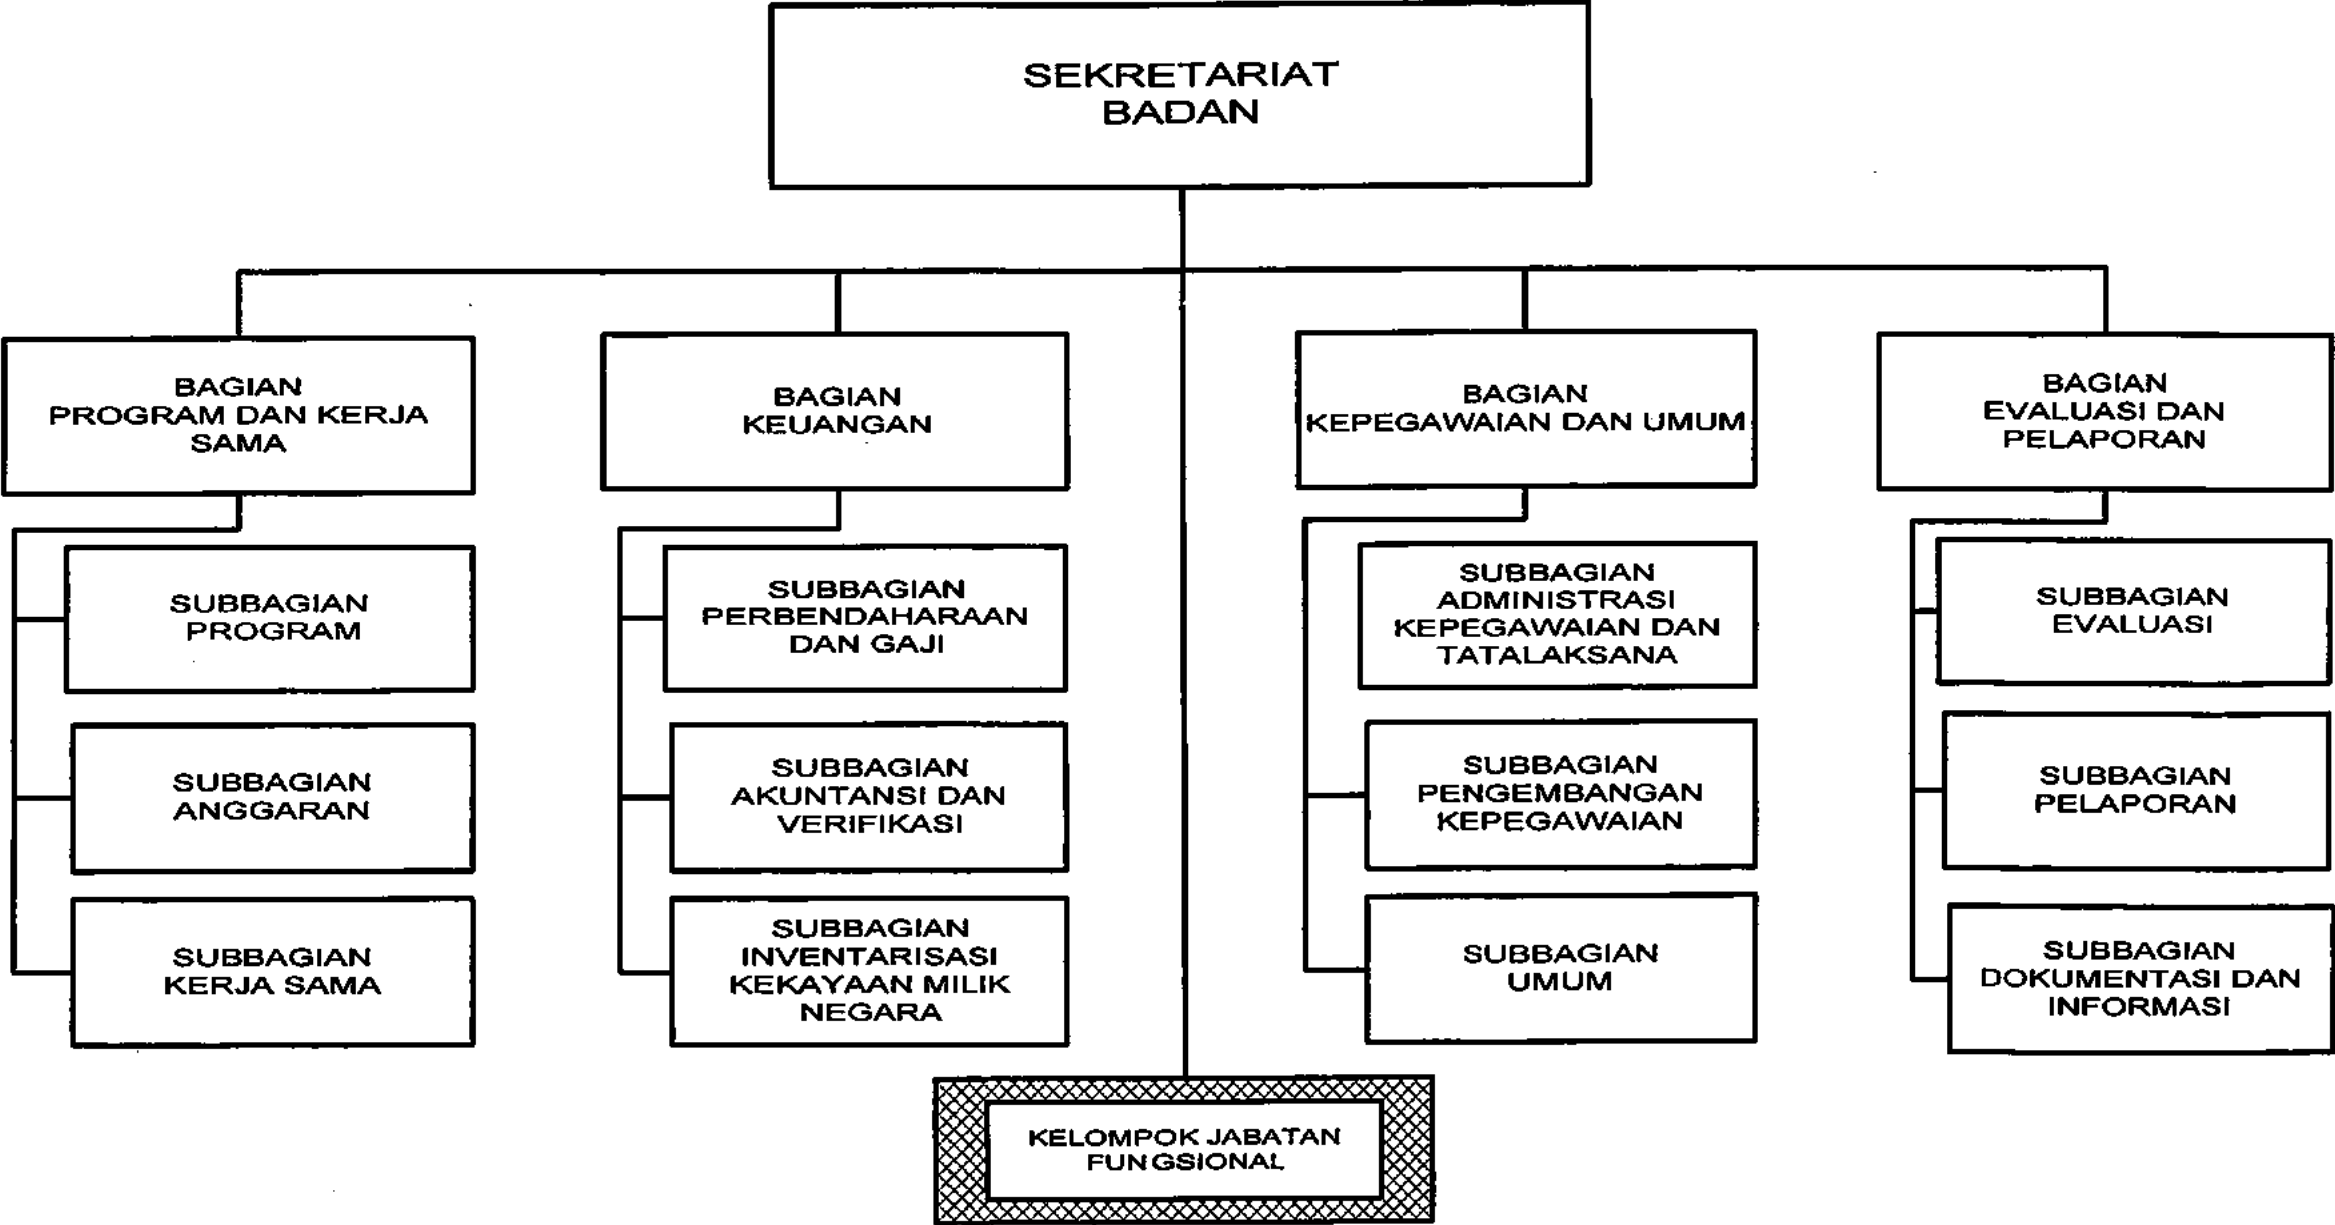 SEKRETARIAT
BADAN
BAGIAN
PROGRAM DAN KERJA
SAMA
BAGIAN
KEUANGAN
BAGIAN
KEPEGAWAIAN DAN UMUM
BAGIAN
EVALUASI DAN
PELAPORAN
SUBBAGIAN
PROGRAM
SUBBAGIAN
PERBENDAHARAAN
DAN GAJI
SUBBAGIAN
ADMINISTRASI
KEPEGAWAIAN DAN
TATALAKSANA
SUBBAGIAN
EVALUASI
SUBBAGIAN
ANGGARAN
SUBBAGIAN
AKUNTANSI DAN
VERIFIKASI
SUBBAGIAN
PENGEMBANGAN
KEPEGAWAIAN
SUBBAGIAN
PELAPORAN
SUBBAGIAN
KERJA SAMA
SUBBAGIAN
INVENTARISASI
KEKAYAAN MILIK
NEGARA
SUBBAGIAN
UMUM
SUBBAGIAN
DOKUMENTASI DAN
INFORMASI
KELOMPOK JABATAN
FUNGSIONAL